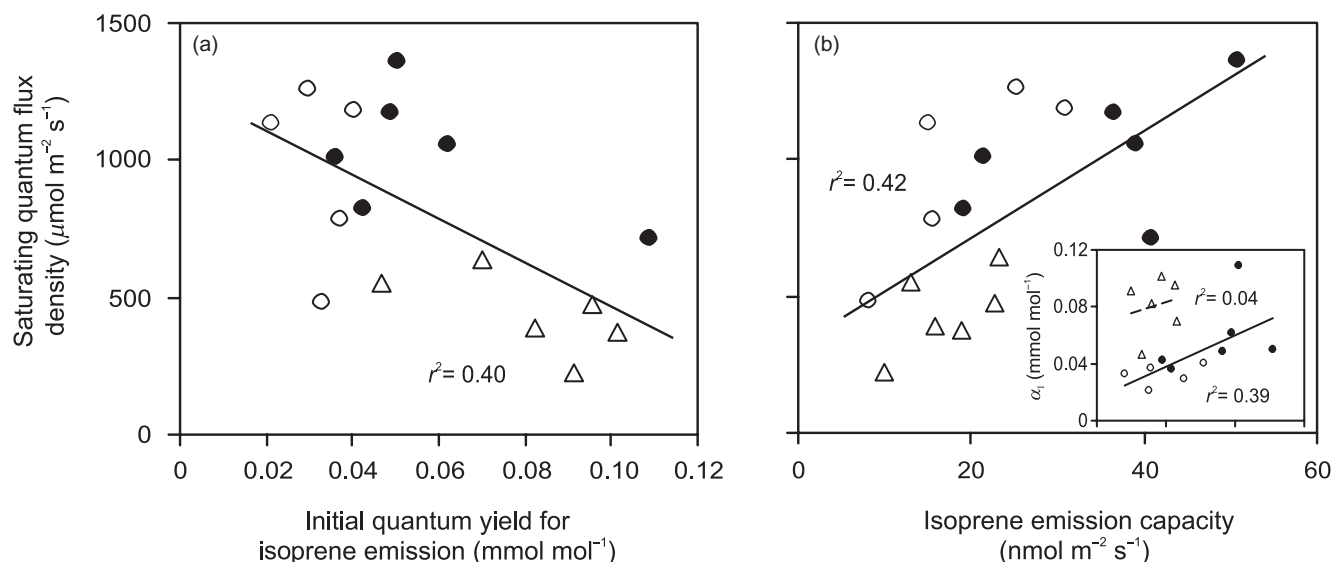 Saturating quantum flux
density (μmol m⁻² s⁻¹)
1500
1000
500
0
(a)
r² = 0.40
0 0.02 0.04 0.06 0.08 0.10 0.12
Initial quantum yield for
isoprene emission (mmol mol⁻¹)
(b)
r² = 0.42
0 20 40 60
Isoprene emission capacity
(nmol m⁻² s⁻¹)
αI (mmol mol⁻¹)
0.12
0.08
0.04
0
r² = 0.04
r² = 0.39